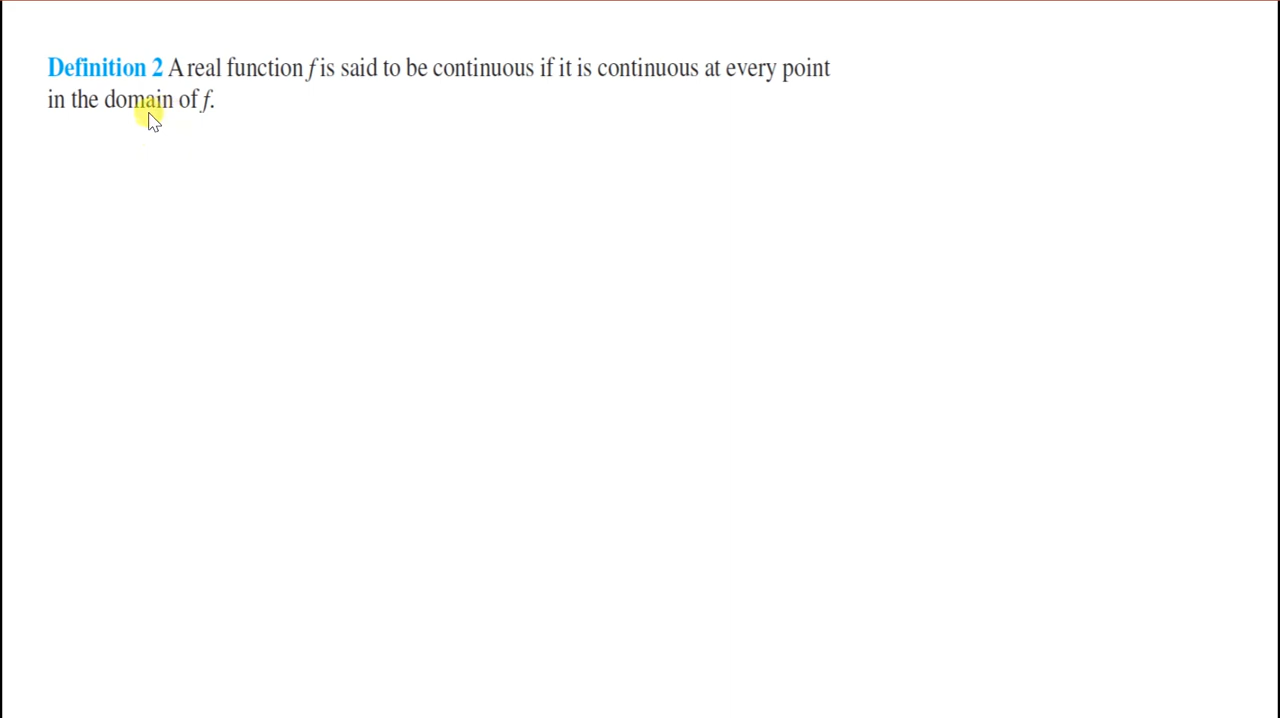 Definition 2 A real function f is said to be continuous if it is continuous at every point
in the domain of f.